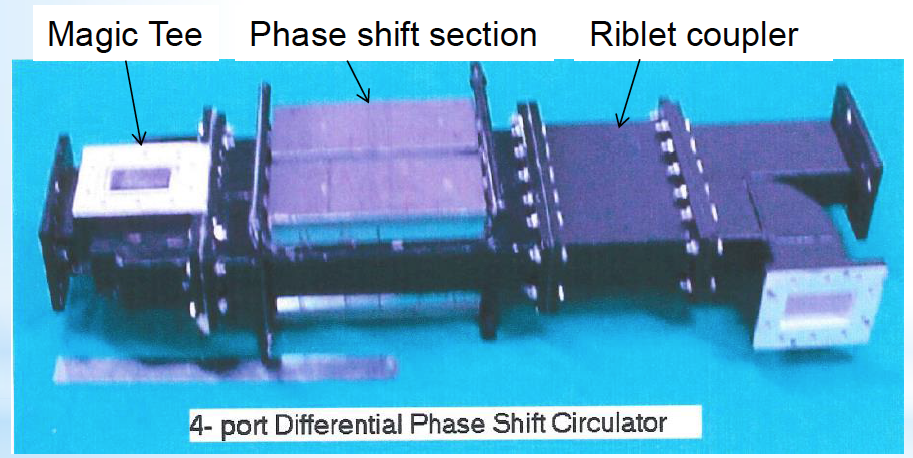 Magic Tee
Phase shift section
Riblet coupler
4- port Differential Phase Shift Circulator